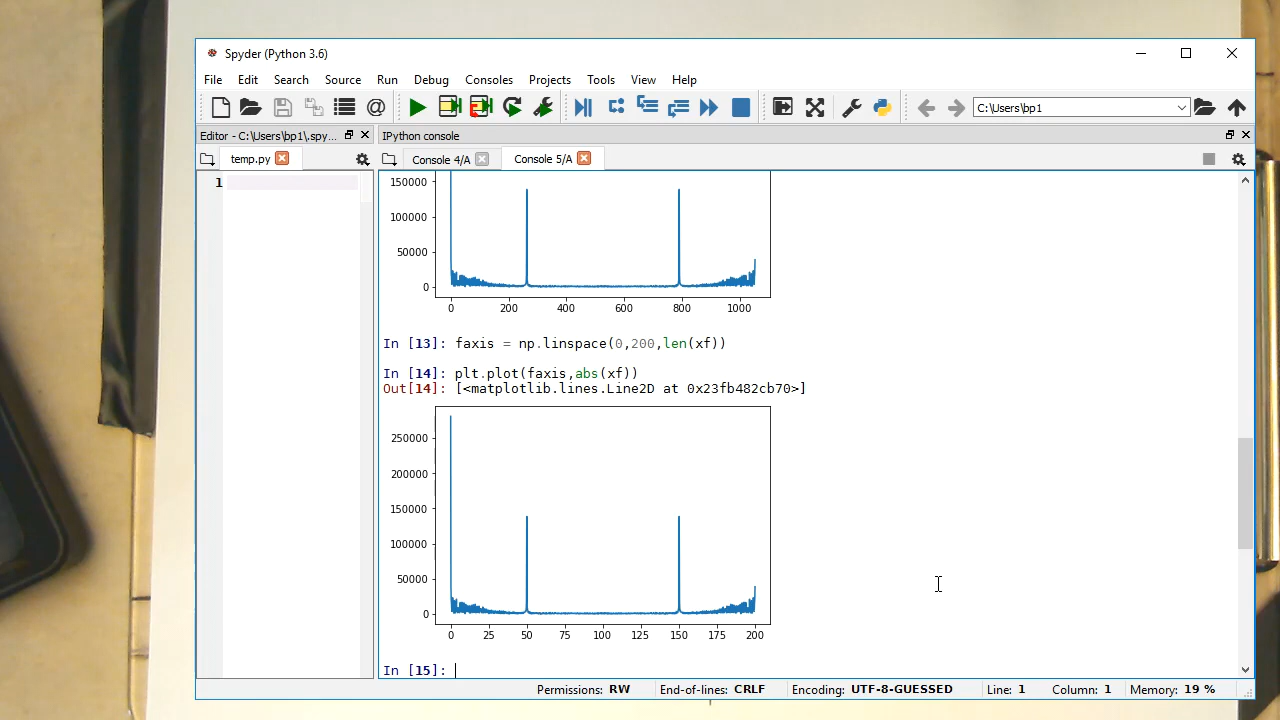 Spyder (Python 3.6)
File Edit Search Source Run Debug Consoles Projects Tools View Help
C:\Users\bp1
Editor - C:\Users\bp1\.spy...
IPython console
temp.py
Console 4/A
Console 5/A
1
150000
100000
50000
0
0 200 400 600 800 1000
In [13]: faxis = np.linspace(0,200,len(xf))
In [14]: plt.plot(faxis,abs(xf))
Out[14]: [<matplotlib.lines.Line2D at 0x23fb482cb70>]
250000
200000
150000
100000
50000
0
0 25 50 75 100 125 150 175 200
In [15]:
Permissions: RW End-of-lines: CRLF Encoding: UTF-8-GUESSED Line: 1 Column: 1 Memory: 19 %